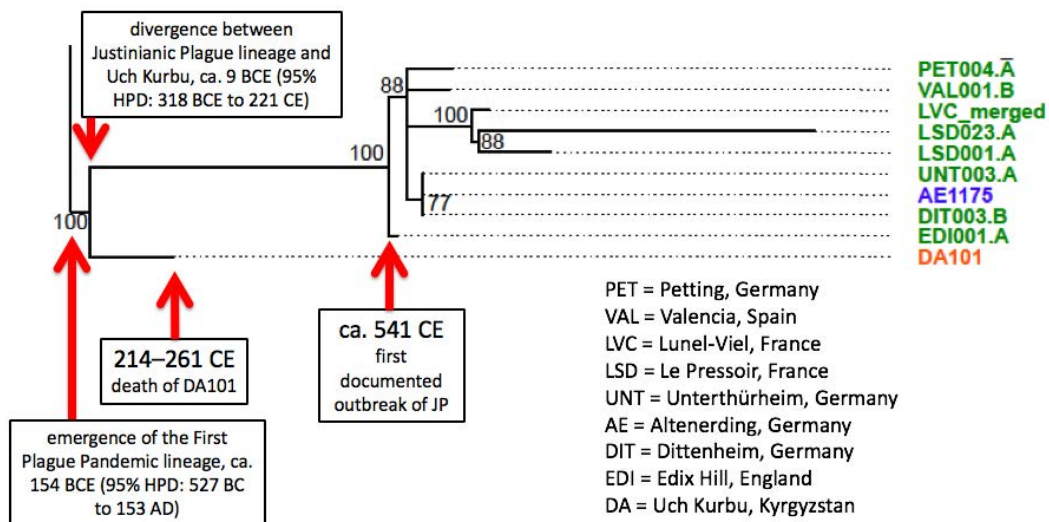 divergence between
Justinianic Plague lineage and
Uch Kurbu, ca. 9 BCE (95%
HPD: 318 BCE to 221 CE)
88
100
88
100
77
100
PET004.A
VAL001.B
LVC_merged
LSD023.A
LSD001.A
UNT003.A
AE1175
DIT003.B
EDI001.A
DA101
214–261 CE
death of DA101
ca. 541 CE
first
documented
outbreak of JP
emergence of the First
Plague Pandemic lineage, ca.
154 BCE (95% HPD: 527 BC
to 153 AD)
PET = Petting, Germany
VAL = Valencia, Spain
LVC = Lunel-Viel, France
LSD = Le Pressoir, France
UNT = Unterthürheim, Germany
AE = Altenerding, Germany
DIT = Dittenheim, Germany
EDI = Edix Hill, England
DA = Uch Kurbu, Kyrgyzstan